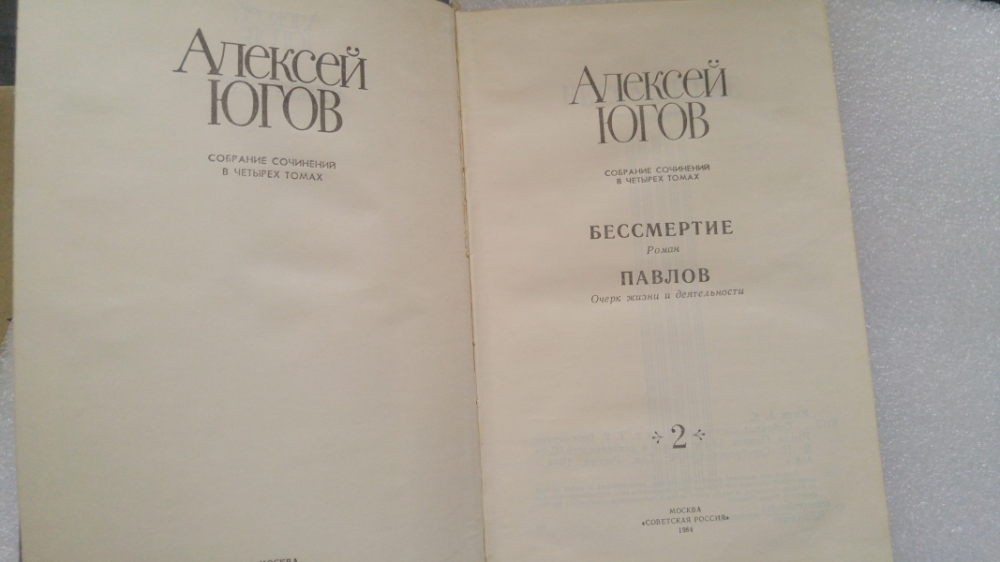 Алексей
ЮГОВ
СОБРАНИЕ СОЧИНЕНИЙ
В ЧЕТЫРЕХ ТОМАХ
МОСКВА
Алексей
ЮГОВ
СОБРАНИЕ СОЧИНЕНИЙ
В ЧЕТЫРЕХ ТОМАХ
БЕССМЕРТИЕ
Роман
ПАВЛОВ
Очерк жизни и деятельности
2
МОСКВА
«СОВЕТСКАЯ РОССИЯ»
1984